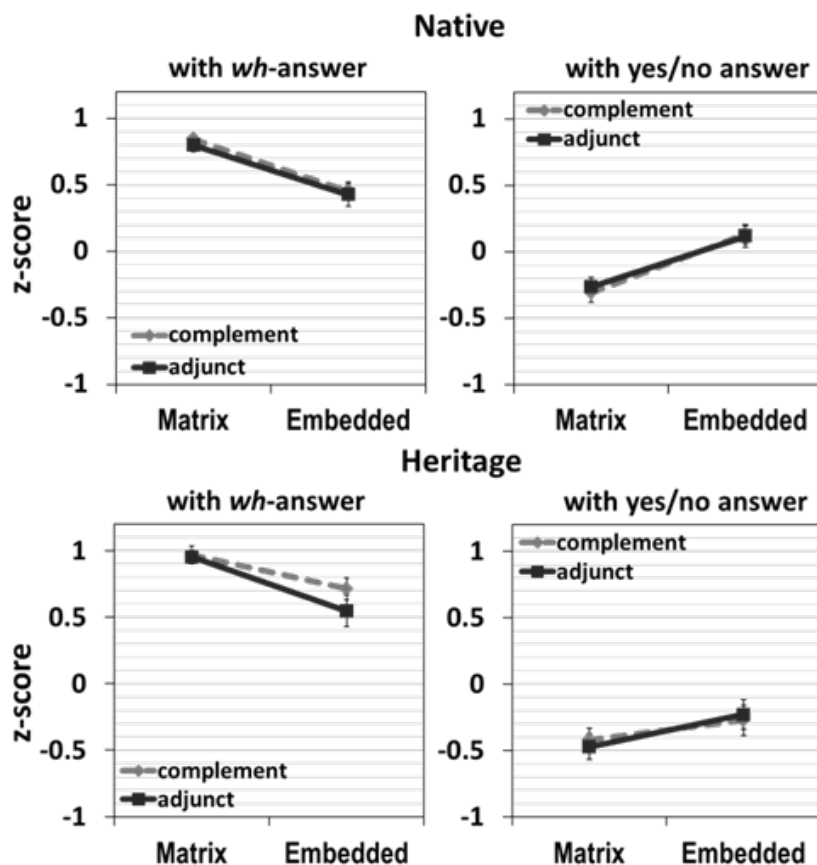 Native
with wh-answer
with yes/no answer
1
0.5
0
-0.5
-1
z-score
complement
adjunct
Matrix
Embedded
1
0.5
0
-0.5
-1
complement
adjunct
Matrix
Embedded
Heritage
with wh-answer
with yes/no answer
1
0.5
0
-0.5
-1
z-score
complement
adjunct
Matrix
Embedded
1
0.5
0
-0.5
-1
complement
adjunct
Matrix
Embedded